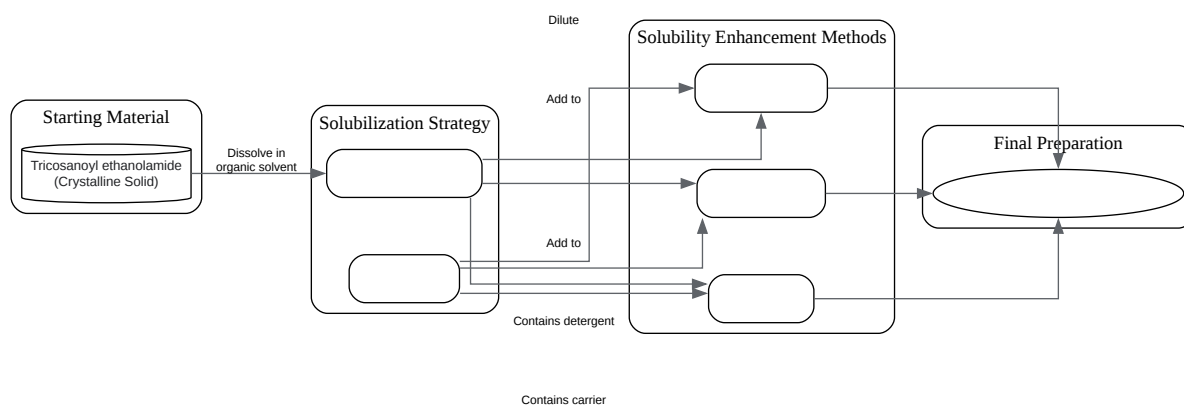 Dilute
Solubility Enhancement Methods
Add to
Starting Material
Solubilization Strategy
Final Preparation
Tricosanoyl ethanolamide
(Crystalline Solid)
Dissolve in
organic solvent
Add to
Contains detergent
Contains carrier